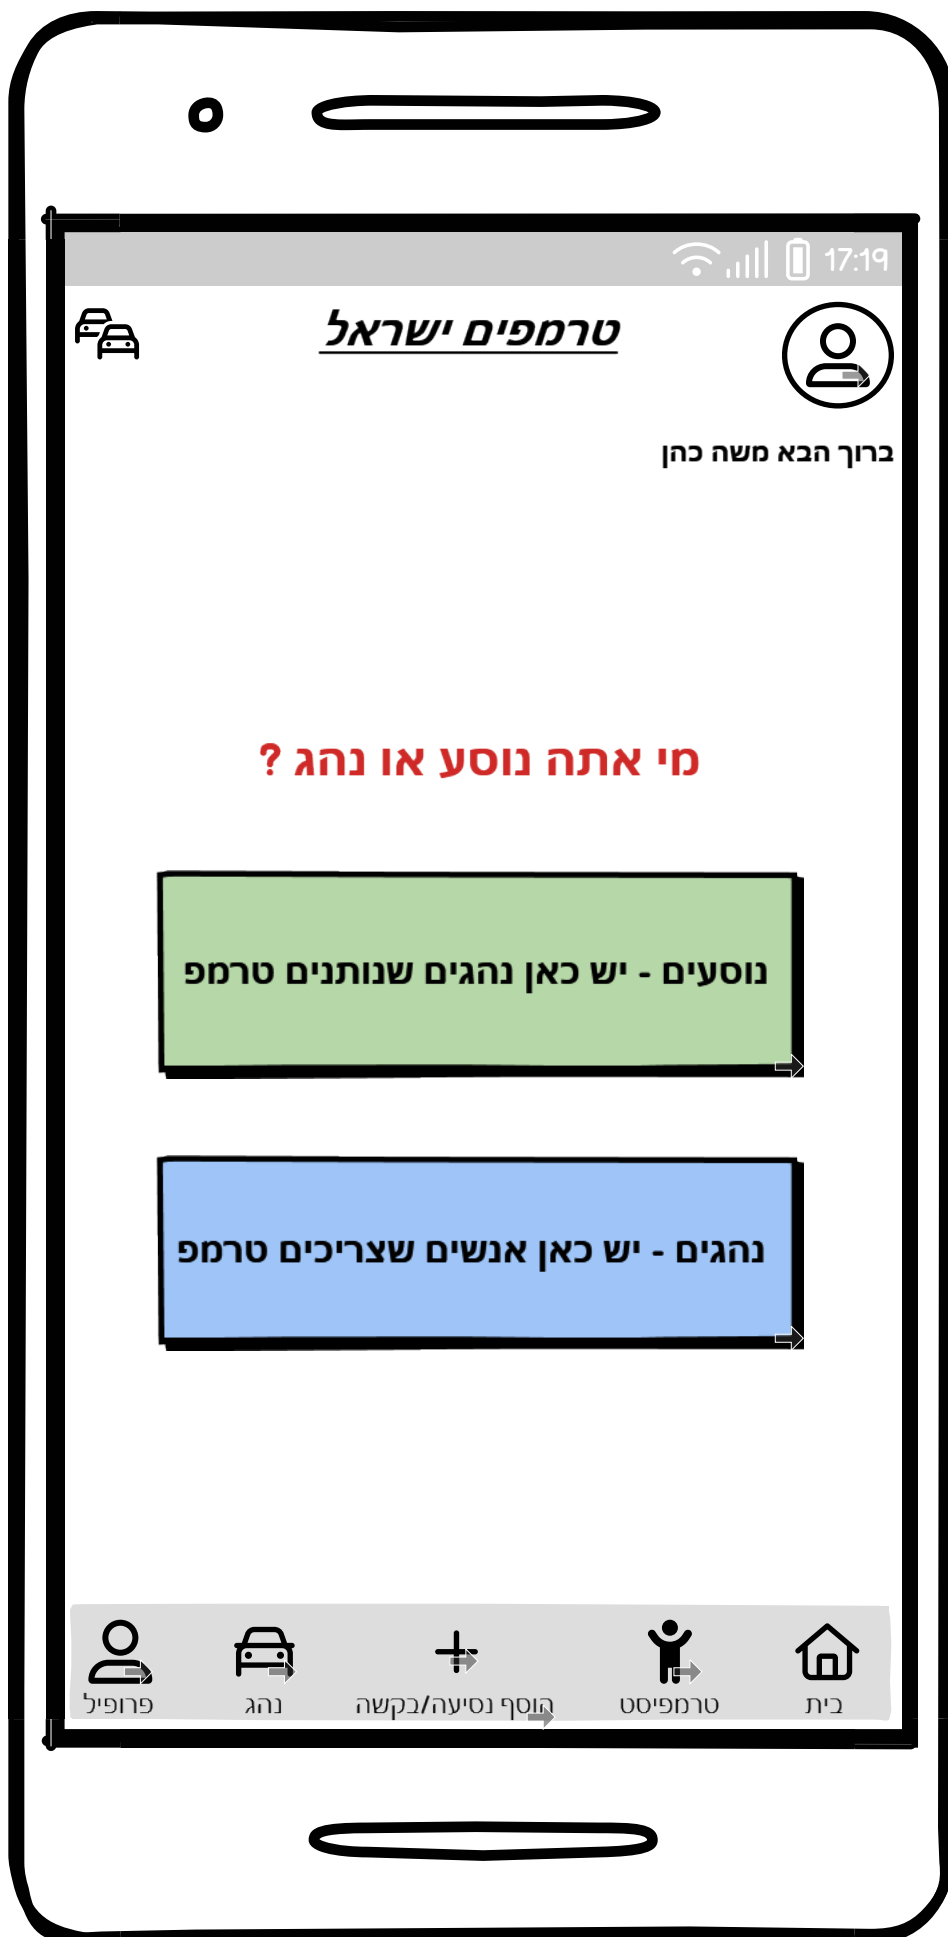 17:19
טרמפים ישראל
ברוך הבא משה כהן
מי אתה נוסע או נהג ?
נוסעים - יש כאן נהגים שנותנים טרמפ
נהגים - יש כאן אנשים שצריכים טרמפ
בית
טרמפיסט
הוסף נסיעה/בקשה
נהג
פרופיל